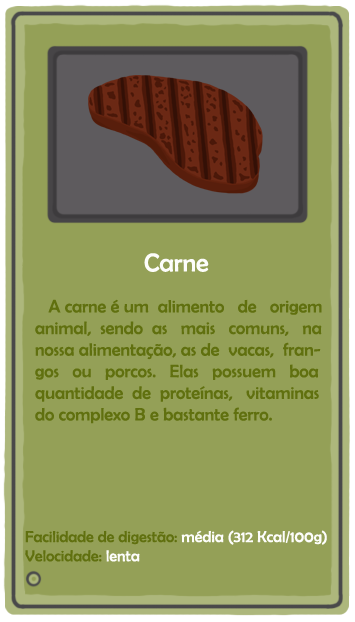 Carne
A carne é um alimento de origem
animal, sendo as mais comuns, na
nossa alimentação, as de vacas, fran-
gos ou porcos. Elas possuem boa
quantidade de proteínas, vitaminas
do complexo B e bastante ferro.
Facilidade de digestão: média (312 Kcal/100g)
Velocidade: lenta